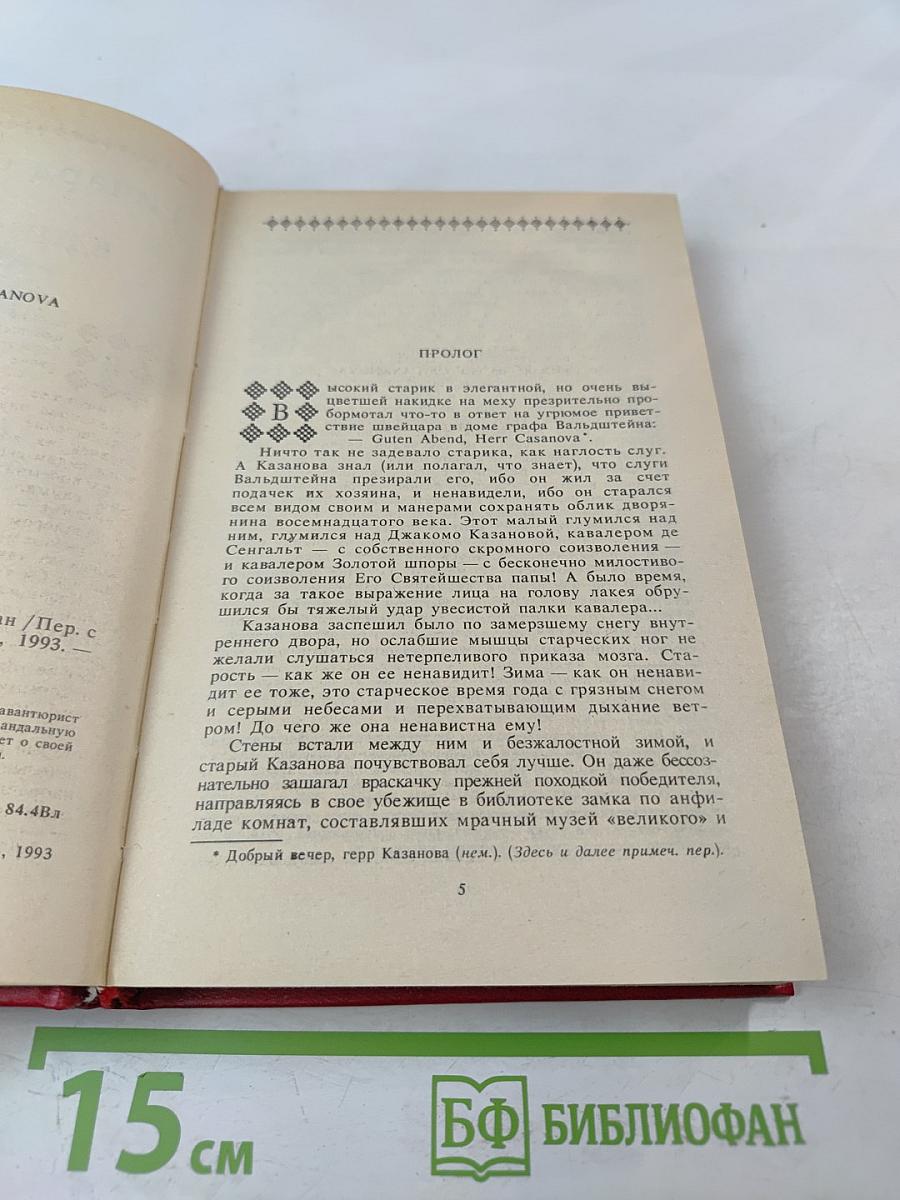 ANOVA
ан /Пер. с
, 1993. —
авантюрист
андальную
ет о своей
84.4Вл
, 1993
ПРОЛОГ
Высокий старик в элегантной, но очень вы-
цветшей накидке на меху презрительно про-
бормотал что-то в ответ на угрюмое привет-
ствие швейцара в доме графа Вальдштейна:
— Guten Abend, Herr Casanova*.
Ничто так не задевало старика, как наглость слуг.
А Казанова знал (или полагал, что знает), что слуги
Вальдштейна презирали его, ибо он жил за счет
подачек их хозяина, и ненавидели, ибо он старался
всем видом своим и манерами сохранять облик дворя-
нина восемнадцатого века. Этот малый глумился над
ним, глумился над Джакомо Казановой, кавалером де
Сенгальт — с собственного скромного соизволения —
и кавалером Золотой шпоры — с бесконечно милостиво-
го соизволения Его Святейшества папы! А было время,
когда за такое выражение лица на голову лакея обру-
шился бы тяжелый удар увесистой палки кавалера...
Казанова заспешил было по замерзшему снегу внут-
реннего двора, но ослабшие мышцы старческих ног не
желали слушаться нетерпеливого приказа мозга. Ста-
рость — как же он ее ненавидит! Зима — как он ненави-
дит ее тоже, это старческое время года с грязным снегом
и серыми небесами и перехватывающим дыхание вет-
ром! До чего же она ненавистна ему!
Стены встали между ним и безжалостной зимой, и
старый Казанова почувствовал себя лучше. Он даже бессоз-
нательно зашагал враскачку прежней походкой победителя,
направляясь в свое убежище в библиотеке замка по анфи-
ладе комнат, составлявших мрачный музей «великого» и
* Добрый вечер, герр Казанова (нем.). (Здесь и далее примеч. пер.).
5
15 см
БФ БИБЛИОФАН